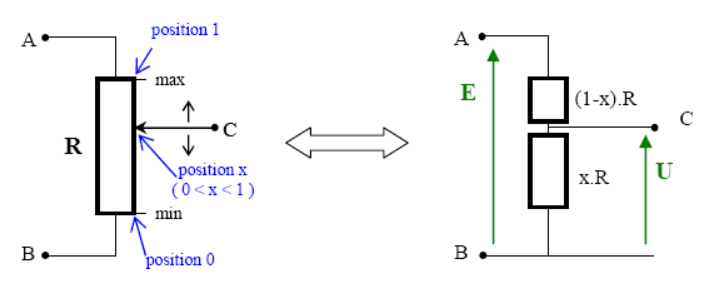 position 1
A
max
C
R
position x
( 0 < x < 1 )
min
B
position 0
A
E
(1-x).R
C
x.R
U
B